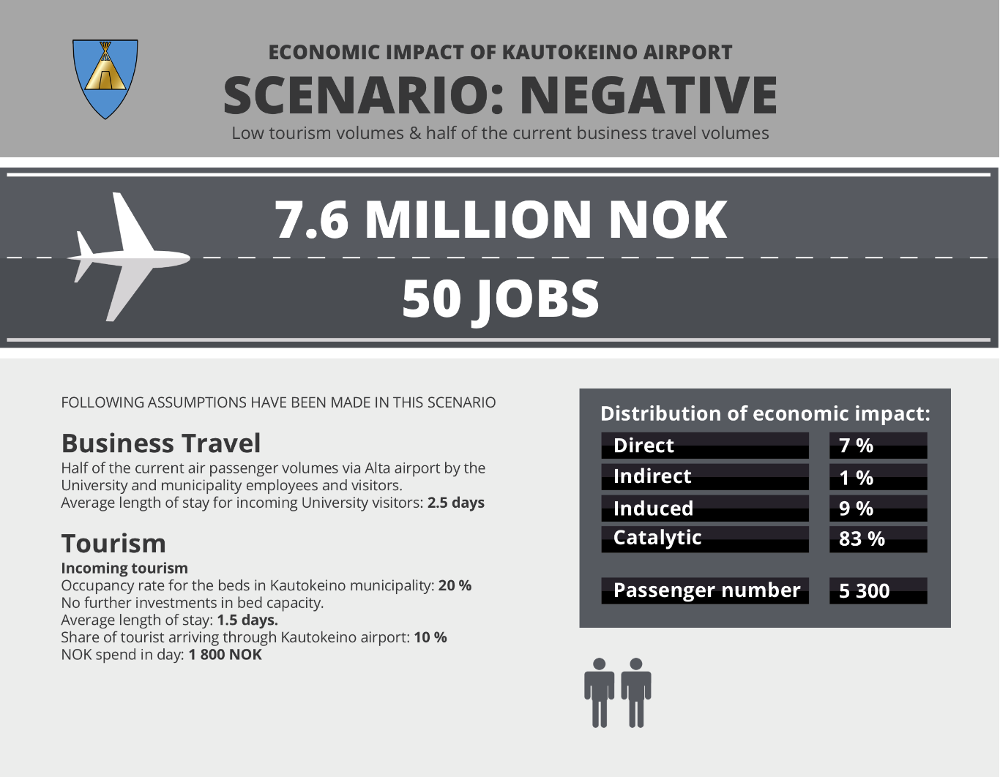 ECONOMIC IMPACT OF KAUTOKEINO AIRPORT
SCENARIO: NEGATIVE
Low tourism volumes & half of the current business travel volumes
7.6 MILLION NOK
50 JOBS
FOLLOWING ASSUMPTIONS HAVE BEEN MADE IN THIS SCENARIO
Business Travel
Half of the current air passenger volumes via Alta airport by the
University and municipality employees and visitors.
Average length of stay for incoming University visitors: 2.5 days
Tourism
Incoming tourism
Occupancy rate for the beds in Kautokeino municipality: 20 %
No further investments in bed capacity.
Average length of stay: 1.5 days.
Share of tourist arriving through Kautokeino airport: 10 %
NOK spend in day: 1 800 NOK
Distribution of economic impact:
Direct 7 %
Indirect 1 %
Induced 9 %
Catalytic 83 %
Passenger number 5 300